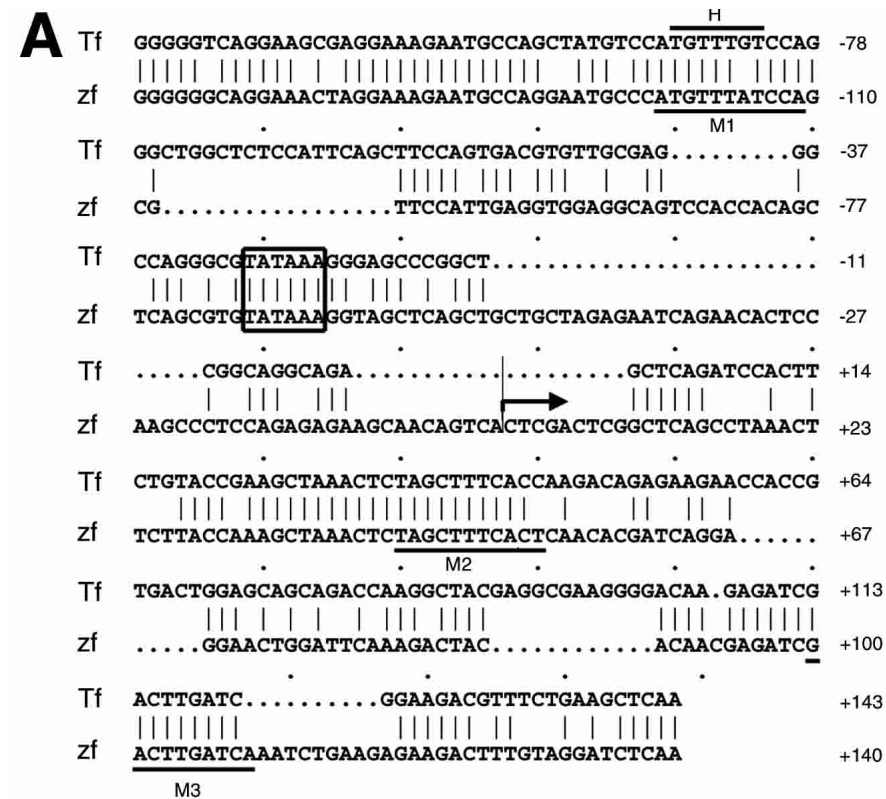 A
H
Tf GGGGGTCAGGAAGCGAGGAAAGAATGCCAGCTATGTCCATGTTTGTCCAG -78
zf GGGGGGCAGGAAACTAGGAAAGAATGCCAGGAATGCCCATGTTTATCCAG -110
M1
Tf GGCTGGCTCTCCATTCAGCTTCCAGTGACGTGTTGCGAG.........GG -37
zf CG.................TTCCATTGAGGTGGAGGCAGTCCACCACAGC -77
Tf CCAGGGCGTATAAAGGGAGCCCGGCT........................ -11
zf TCAGCGTGTATAAAGGTAGCTCAGCTGCTGCTAGAGAATCAGAACACTCC -27
Tf .....CGGCAGGCAGA....................GCTCAGATCCACTT +14
zf AAGCCCTCCAGAGAGAAGCAACAGTCACTCGACTCGGCTCAGCCTAAACT +23
Tf CTGTACCGAAGCTAAACTCTAGCTTTCACCAAGACAGAGAAGAACCACCG +64
zf TCTTACCAAAGCTAAACTCTAGCTTTCACTCAACACGATCAGGA...... +67
M2
Tf TGACTGGAGCAGCAGACCAAGGCTACGAGGCGAAGGGGACAA.GAGATCG +113
zf .....GGAACTGGATTCAAAGACTAC............ACAACGAGATCG +100
Tf ACTTGATC..........GGAAGACGTTTCTGAAGCTCAA +143
zf ACTTGATCAAATCTGAAGAGAAGACTTTGTAGGATCTCAA +140
M3